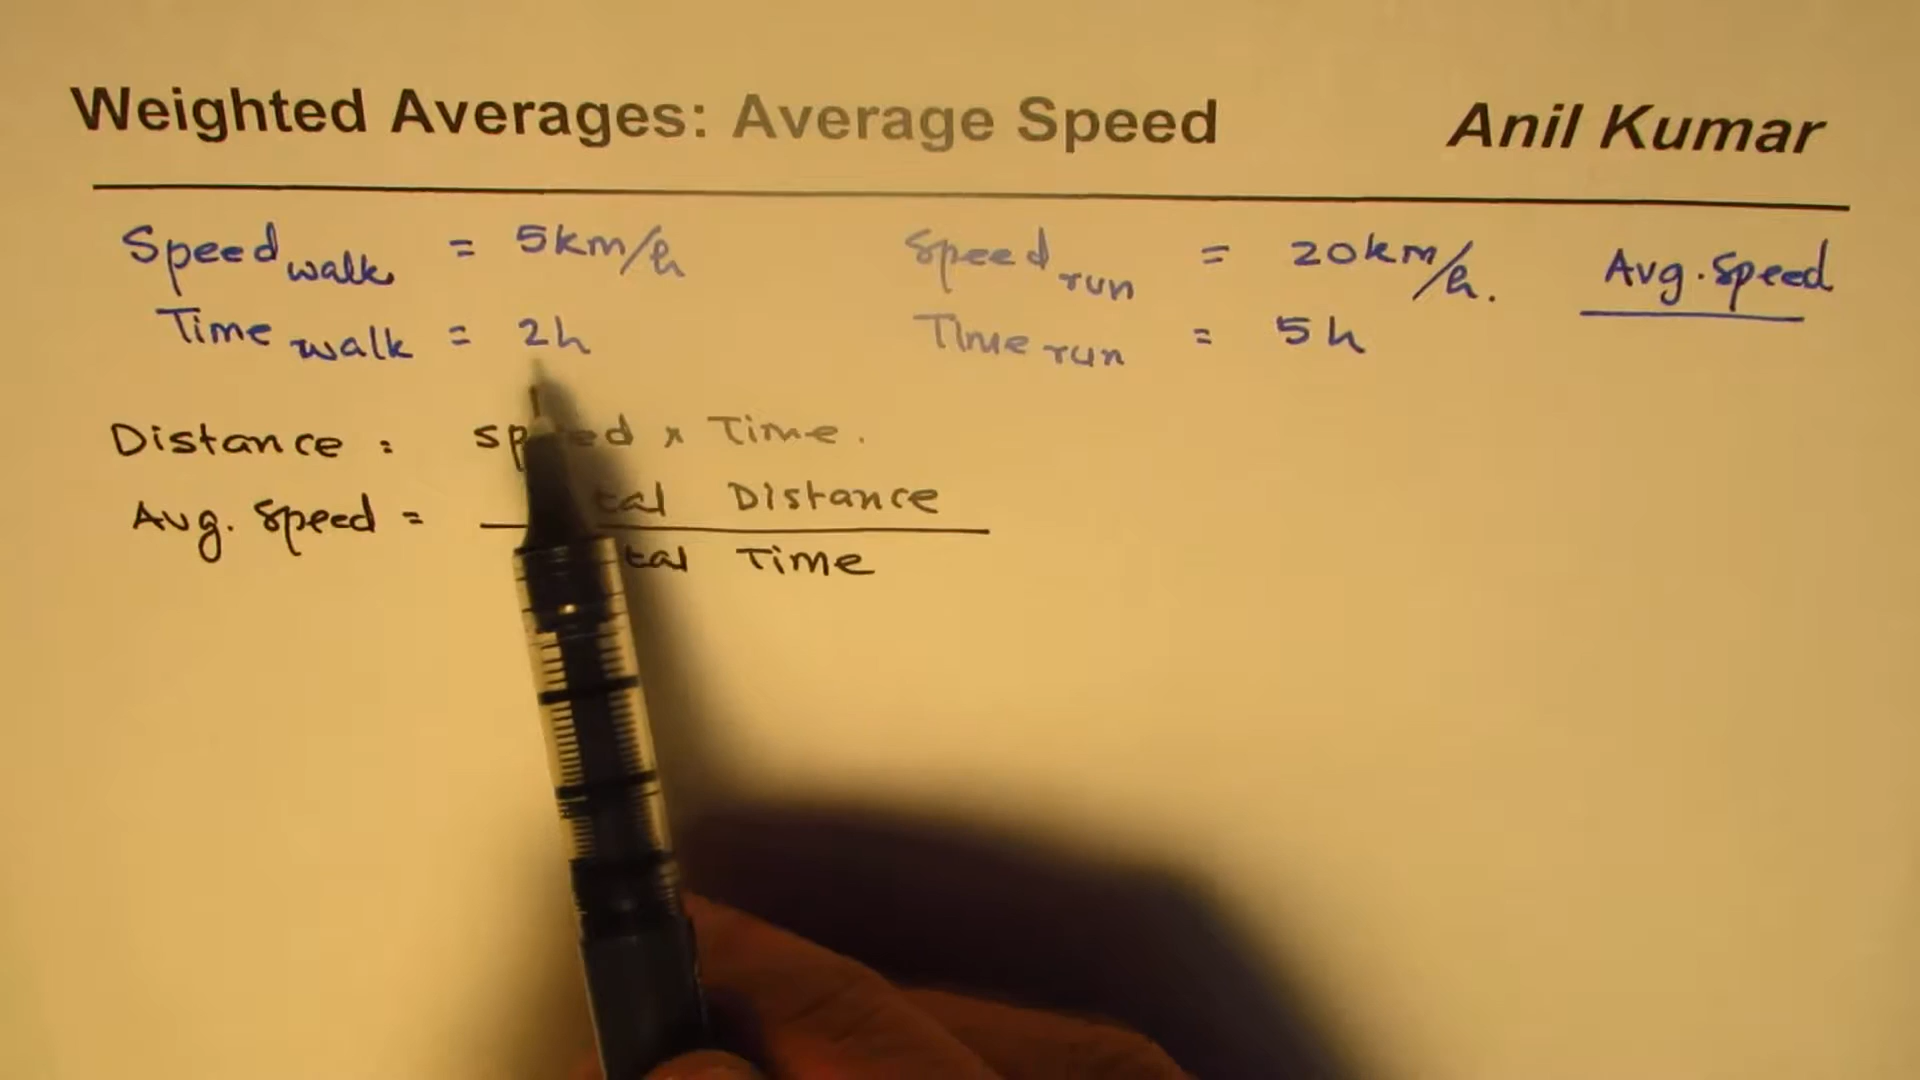 Weighted Averages: Average Speed Anil Kumar
Speed walk = 5km/h Speed run = 20km/h. Avg. Speed
Time walk = 2h Time run = 5h
Distance = x Time.
Avg. Speed = Distance
Time